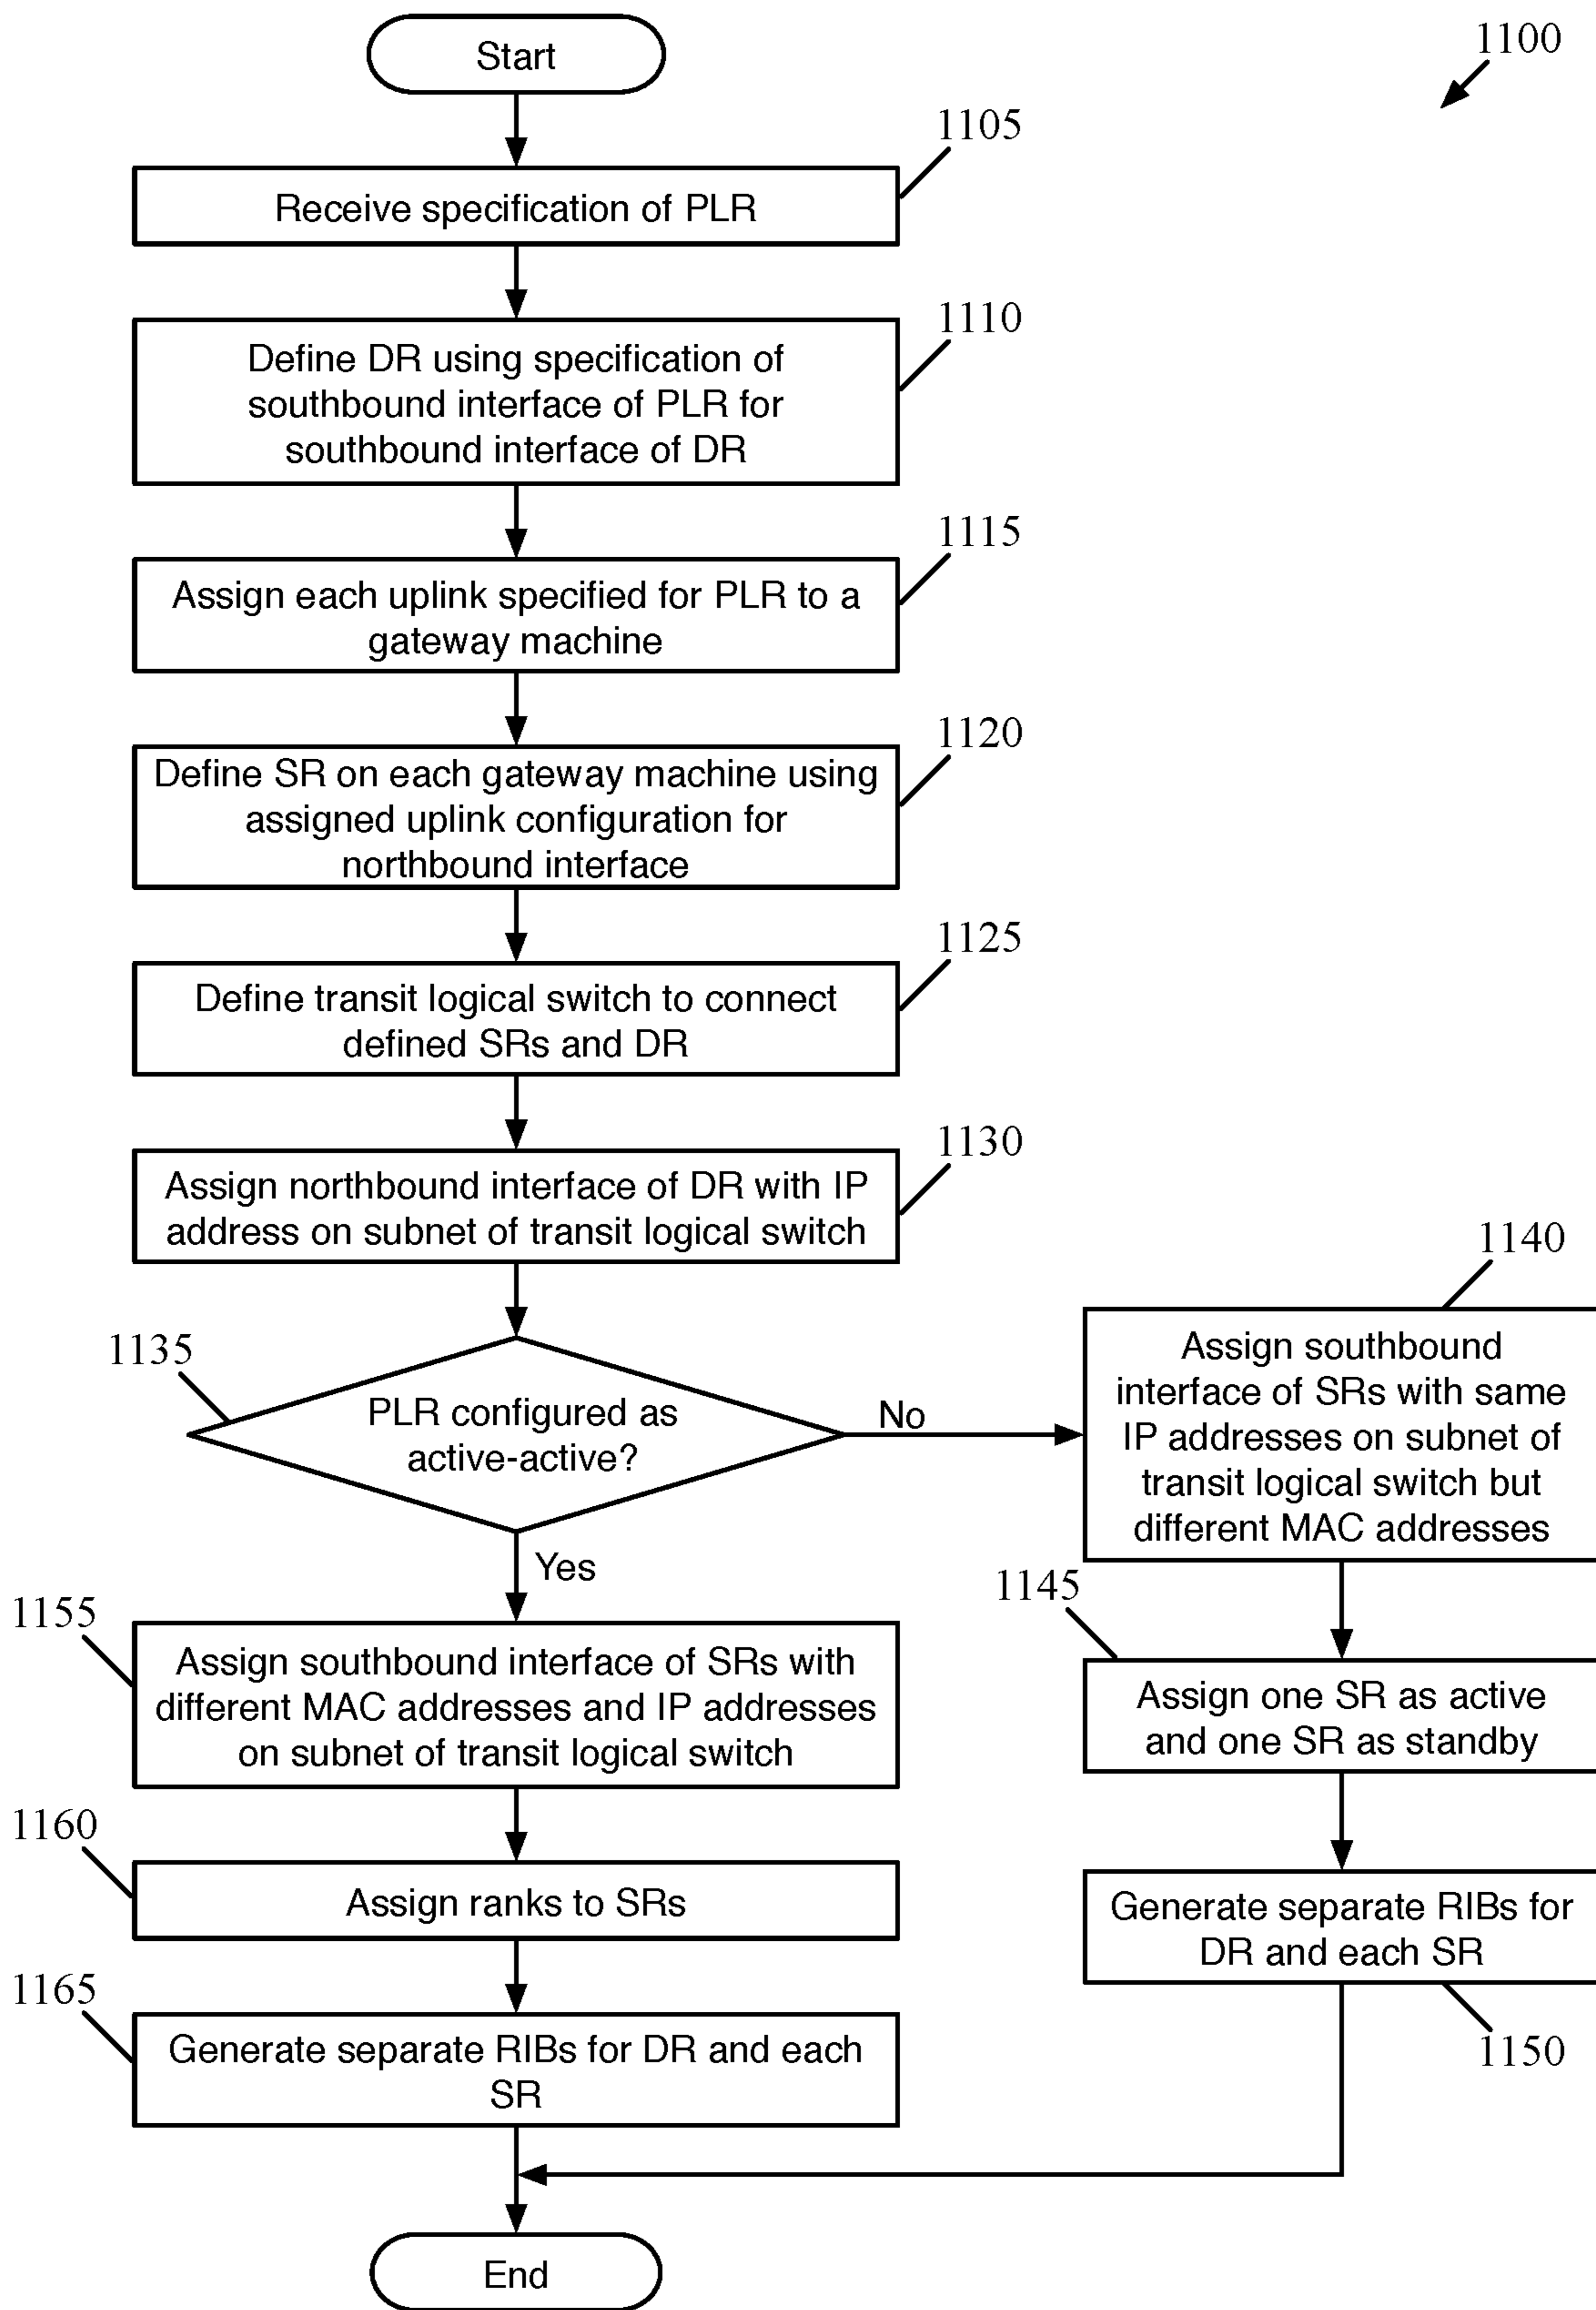 Start
1100
1105
Receive specification of PLR
1110
Define DR using specification of
southbound interface of PLR for
southbound interface of DR
1115
Assign each uplink specified for PLR to a
gateway machine
1120
Define SR on each gateway machine using
assigned uplink configuration for
northbound interface
1125
Define transit logical switch to connect
defined SRs and DR
1130
Assign northbound interface of DR with IP
address on subnet of transit logical switch
1135
PLR configured as
active-active?
No
1140
Assign southbound
interface of SRs with same
IP addresses on subnet of
transit logical switch but
different MAC addresses
1145
Assign one SR as active
and one SR as standby
Generate separate RIBs for
DR and each SR
1150
Yes
1155
Assign southbound interface of SRs with
different MAC addresses and IP addresses
on subnet of transit logical switch
1160
Assign ranks to SRs
1165
Generate separate RIBs for DR and each
SR
End